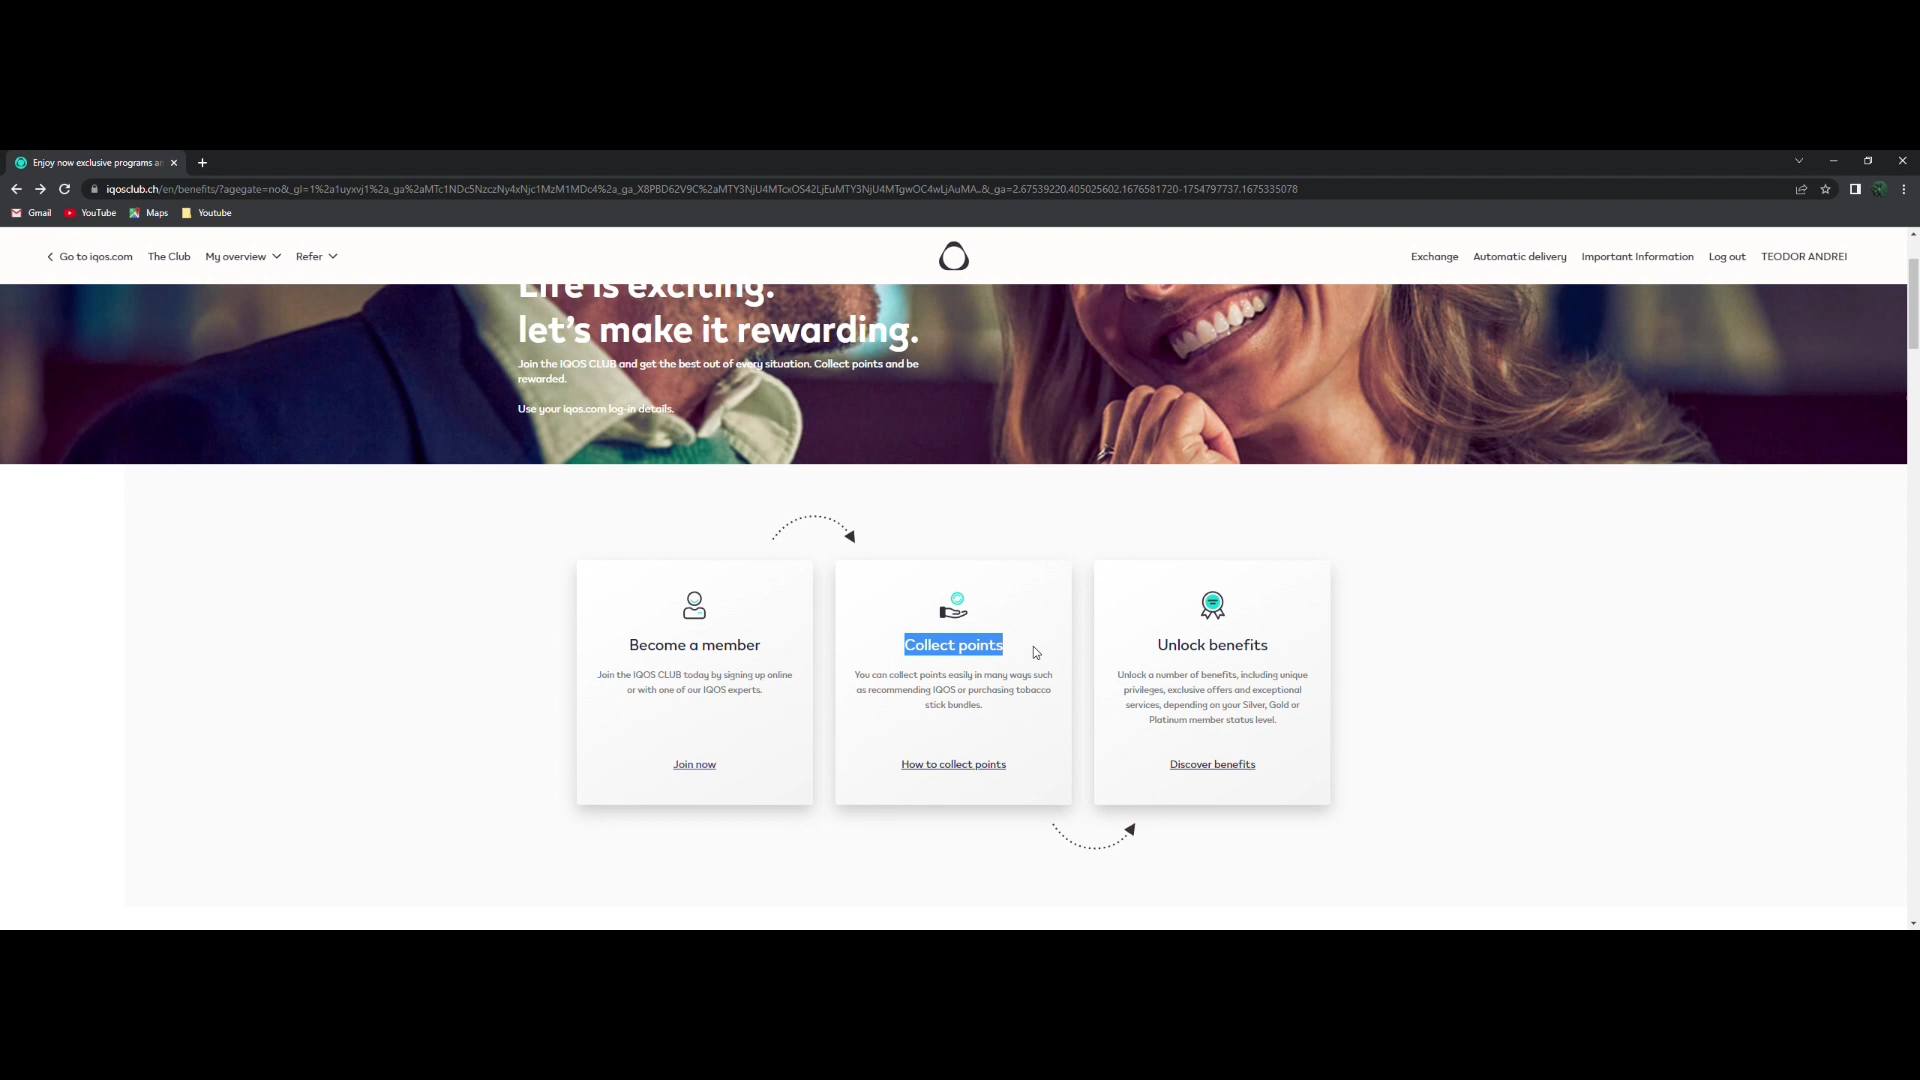 Enjoy now exclusive programs an
iqosclub.ch/en/benefits/?agegate=no&_gl=1%2a1uyxvj1%2a_ga%2aMTc1NDc5NzczNy4xNjc1MzM1MDc4%2a_ga_X8PBD62V9C%2aMTY3NjU4MTcxOS42LjEuMTY3NjU4MTgwOC4wLjAuMA..&_ga=2.67539220.405025602.1676581720-1754797737.1675335078
Gmail YouTube Maps Youtube
Go to iqos.com The Club My overview Refer Exchange Automatic delivery Important Information Log out TEODOR ANDREI
Life is exciting.
let's make it rewarding.
Join the IQOS CLUB and get the best out of every situation. Collect points and be
rewarded.
Use your iqos.com log-in details.
Become a member
Join the IQOS CLUB today by signing up online
or with one of our IQOS experts.
Join now
Collect points
You can collect points easily in many ways such
as recommending IQOS or purchasing tobacco
stick bundles.
How to collect points
Unlock benefits
Unlock a number of benefits, including unique
privileges, exclusive offers and exceptional
services, depending on your Silver, Gold or
Platinum member status level.
Discover benefits